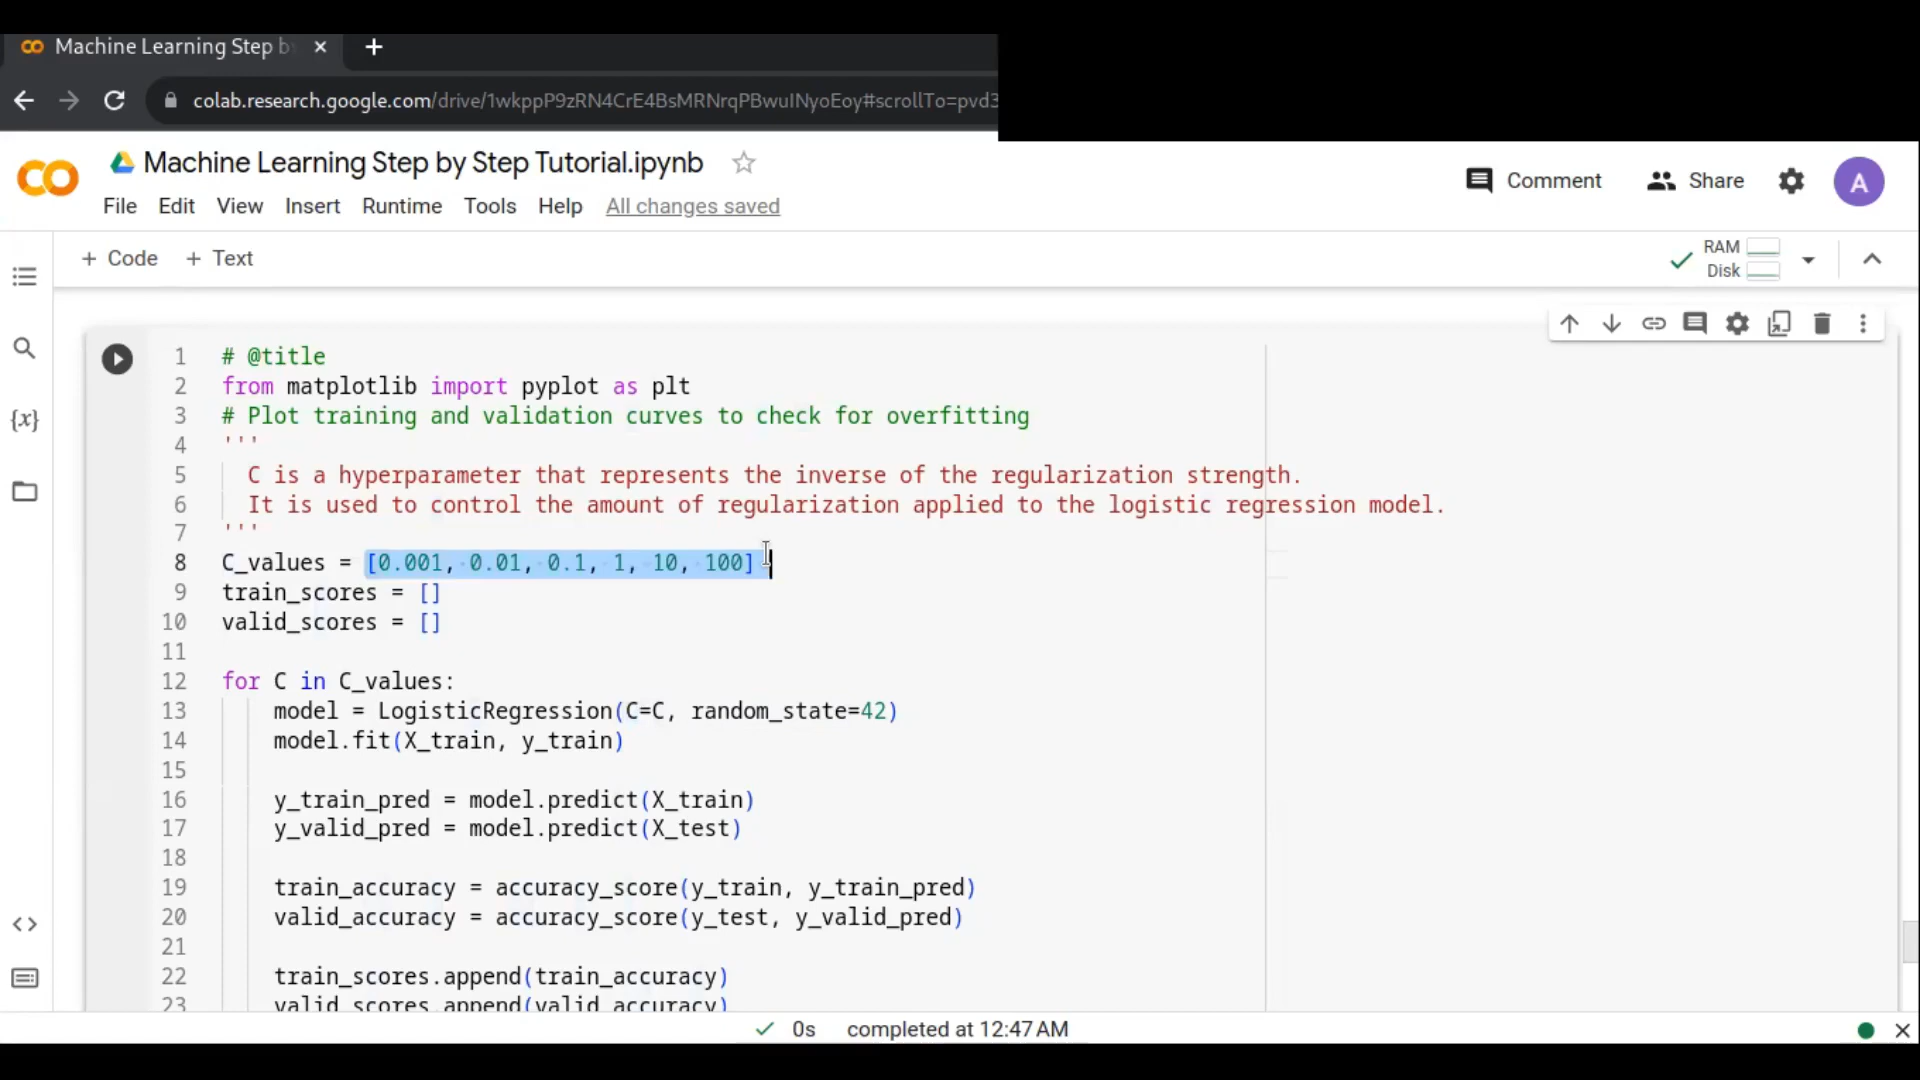 Machine Learning Step b
colab.research.google.com/drive/1wkppP9zRN4CrE4BsMRNrqPBwuINyoEoy#scrollTo=pvd3
Machine Learning Step by Step Tutorial.ipynb
Comment Share A
File Edit View Insert Runtime Tools Help All changes saved
+ Code + Text RAM
Disk
1 # @title
2 from matplotlib import pyplot as plt
3 # Plot training and validation curves to check for overfitting
4 '''
5 C is a hyperparameter that represents the inverse of the regularization strength.
6 It is used to control the amount of regularization applied to the logistic regression model.
7 '''
8 C_values = [0.001, 0.01, 0.1, 1, 10, 100]
9 train_scores = []
10 valid_scores = []
11
12 for C in C_values:
13 model = LogisticRegression(C=C, random_state=42)
14 model.fit(X_train, y_train)
15
16 y_train_pred = model.predict(X_train)
17 y_valid_pred = model.predict(X_test)
18
19 train_accuracy = accuracy_score(y_train, y_train_pred)
20 valid_accuracy = accuracy_score(y_test, y_valid_pred)
21
22 train_scores.append(train_accuracy)
23 valid_scores.append(valid_accuracy)
0s completed at 12:47 AM